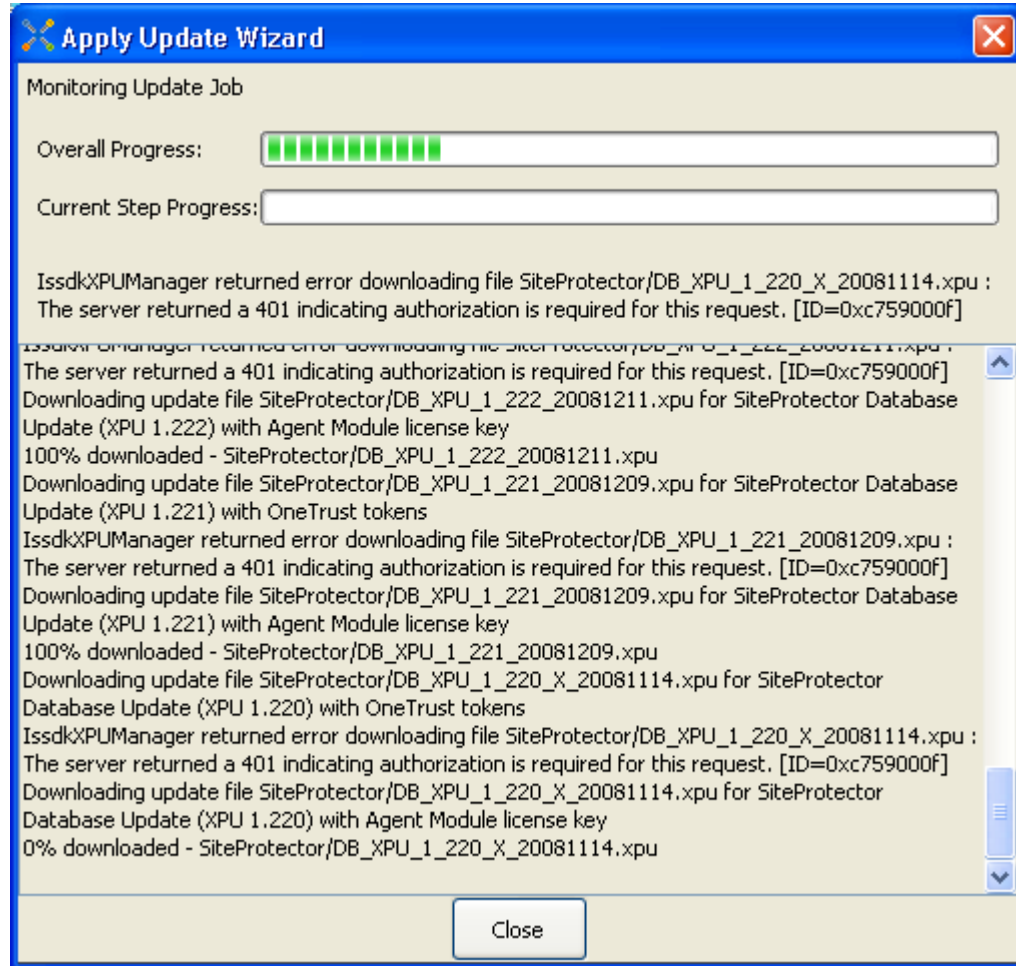 Apply Update Wizard
Monitoring Update Job
Overall Progress:
Current Step Progress:
IssdkXPUManager returned error downloading file SiteProtector/DB_XPU_1_220_X_20081114.xpu :
The server returned a 401 indicating authorization is required for this request. [ID=0xc759000f]
IssdkXPUManager returned error downloading file SiteProtector/DB_XPU_1_222_20081211.xpu :
The server returned a 401 indicating authorization is required for this request. [ID=0xc759000f]
Downloading update file SiteProtector/DB_XPU_1_222_20081211.xpu for SiteProtector Database
Update (XPU 1.222) with Agent Module license key
100% downloaded - SiteProtector/DB_XPU_1_222_20081211.xpu
Downloading update file SiteProtector/DB_XPU_1_221_20081209.xpu for SiteProtector Database
Update (XPU 1.221) with OneTrust tokens
IssdkXPUManager returned error downloading file SiteProtector/DB_XPU_1_221_20081209.xpu :
The server returned a 401 indicating authorization is required for this request. [ID=0xc759000f]
Downloading update file SiteProtector/DB_XPU_1_221_20081209.xpu for SiteProtector Database
Update (XPU 1.221) with Agent Module license key
100% downloaded - SiteProtector/DB_XPU_1_221_20081209.xpu
Downloading update file SiteProtector/DB_XPU_1_220_X_20081114.xpu for SiteProtector
Database Update (XPU 1.220) with OneTrust tokens
IssdkXPUManager returned error downloading file SiteProtector/DB_XPU_1_220_X_20081114.xpu :
The server returned a 401 indicating authorization is required for this request. [ID=0xc759000f]
Downloading update file SiteProtector/DB_XPU_1_220_X_20081114.xpu for SiteProtector
Database Update (XPU 1.220) with Agent Module license key
0% downloaded - SiteProtector/DB_XPU_1_220_X_20081114.xpu
Close